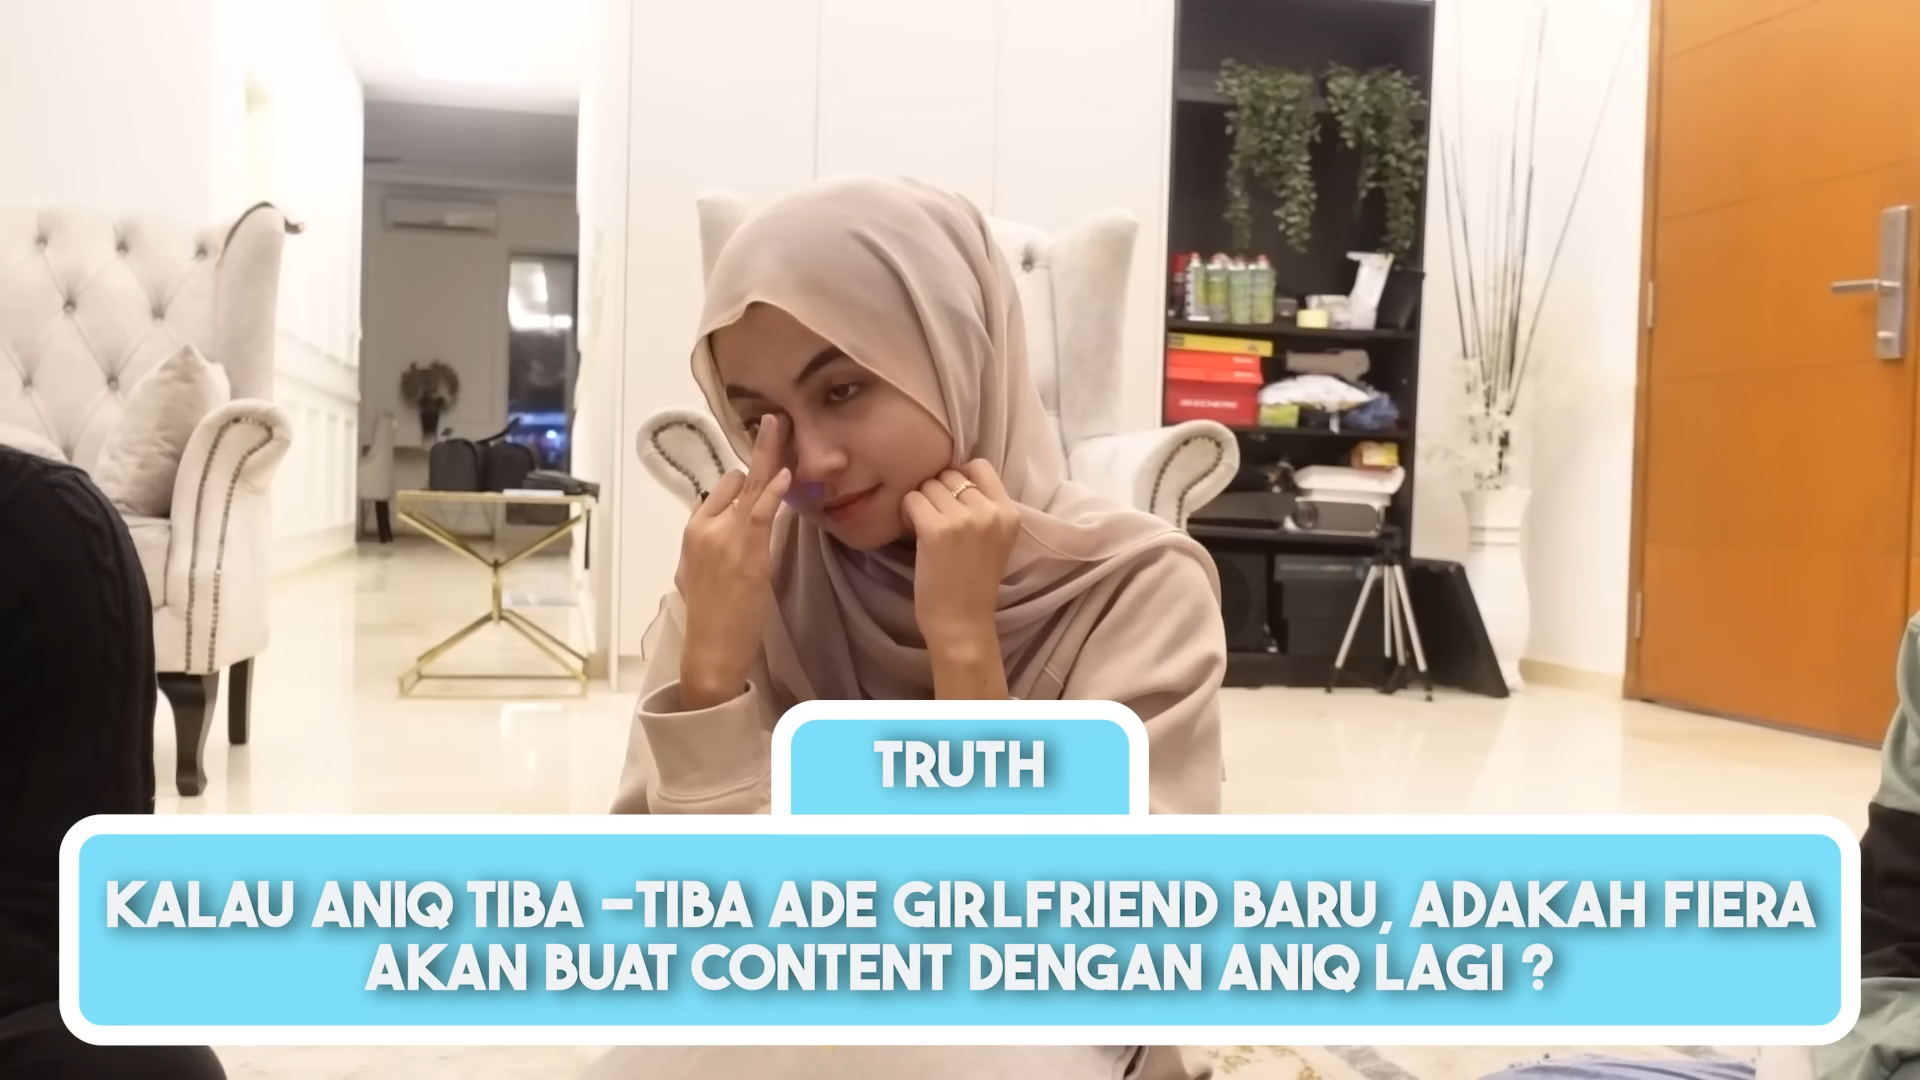 TRUTH
KALAU ANIQ TIBA -TIBA ADE GIRLFRIEND BARU, ADAKAH FIERA
AKAN BUAT CONTENT DENGAN ANIQ LAGI ?